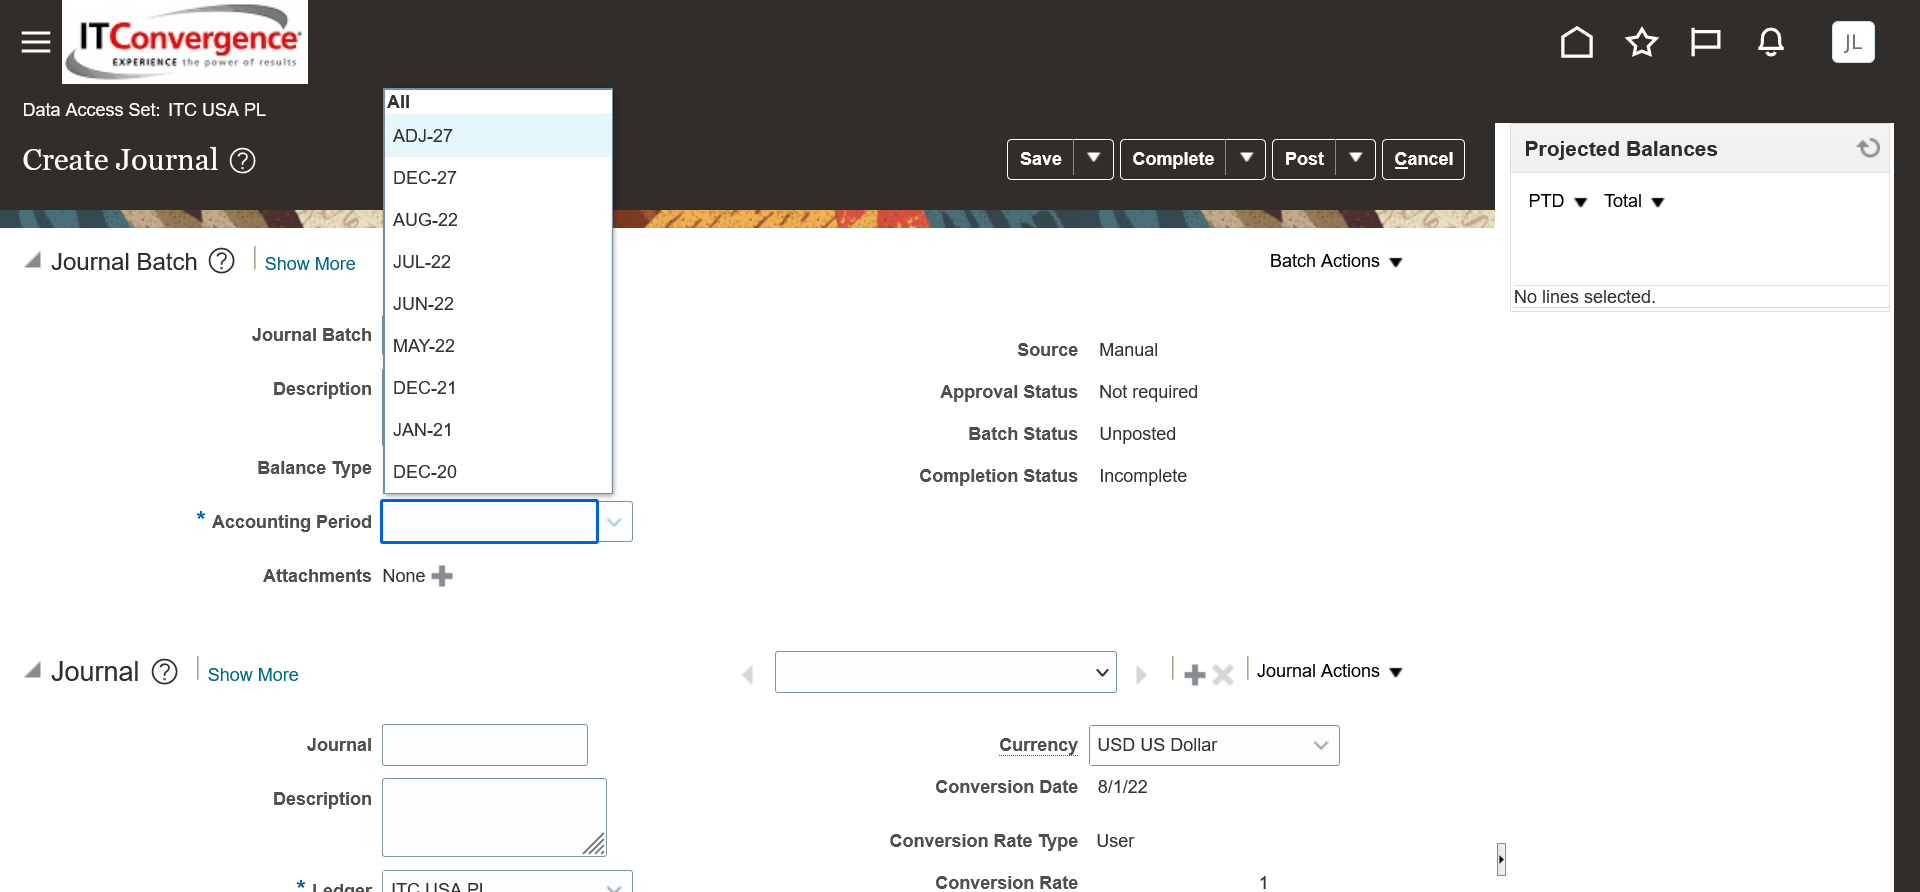 ITConvergence
EXPERIENCE the power of results
JL
Data Access Set: ITC USA PL
Create Journal ?
Save
Complete
Post
Cancel
All
ADJ-27
DEC-27
AUG-22
JUL-22
JUN-22
MAY-22
DEC-21
JAN-21
DEC-20
Projected Balances
PTD Total
No lines selected.
Journal Batch ? Show More
Batch Actions
Journal Batch
Description
Balance Type
* Accounting Period
Attachments None
Source Manual
Approval Status Not required
Batch Status Unposted
Completion Status Incomplete
Journal ? Show More
Journal Actions
Journal
Description
* Ledger ITC USA PL
Currency USD US Dollar
Conversion Date 8/1/22
Conversion Rate Type User
Conversion Rate 1